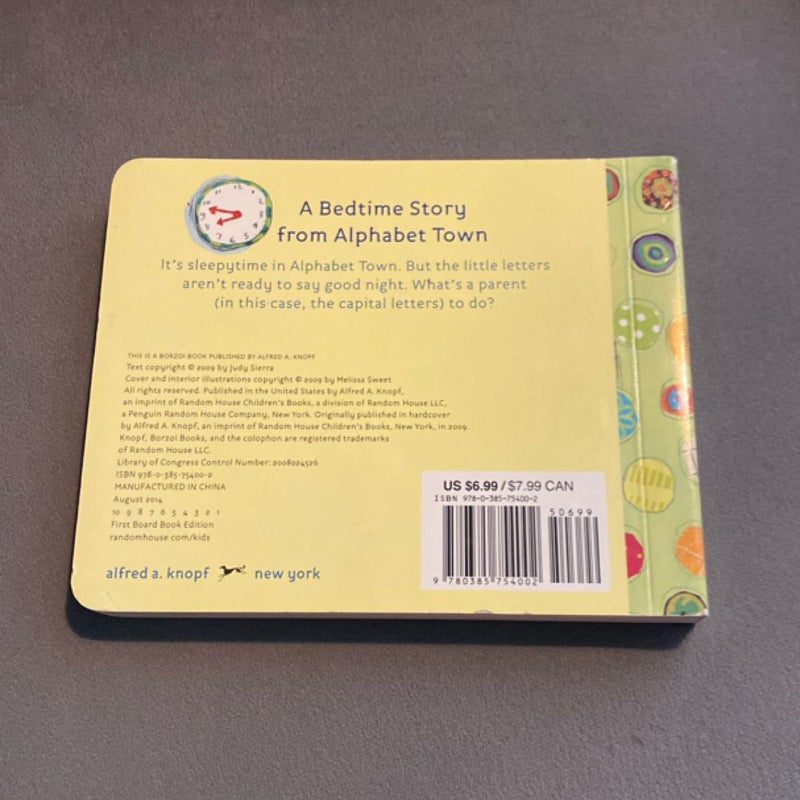 A Bedtime Story
from Alphabet Town
It's sleepytime in Alphabet Town. But the little letters
aren't ready to say good night. What's a parent
(in this case, the capital letters) to do?
THIS IS A BORZOI BOOK PUBLISHED BY ALFRED A. KNOPF
Text copyright © 2009 by Judy Sierra
Cover and interior illustrations copyright © 2009 by Melissa Sweet
All rights reserved. Published in the United States by Alfred A. Knopf,
an imprint of Random House Children's Books, a division of Random House LLC,
a Penguin Random House Company, New York. Originally published in hardcover
by Alfred A. Knopf, an imprint of Random House Children's Books, New York, in 2009.
Knopf, Borzoi Books, and the colophon are registered trademarks
of Random House LLC.
Library of Congress Control Number: 2008024526
ISBN 978-0-385-75400-2
MANUFACTURED IN CHINA
August 2014
10 9 8 7 6 5 4 3 2 1
First Board Book Edition
randomhouse.com/kids
alfred a. knopf new york
US $6.99 / $7.99 CAN
ISBN 978-0-385-75400-2
50699
9 780385 754002